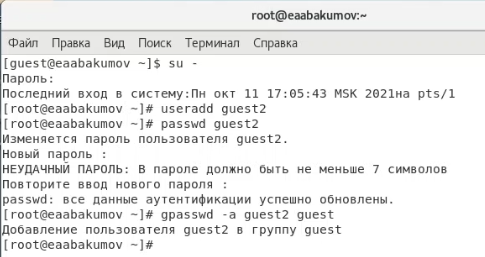 root@eaabakumov:~
Файл Правка Вид Поиск Терминал Справка
[guest@eaabakumov ~]$ su -
Пароль:
Последний вход в систему:Пн окт 11 17:05:43 MSK 2021на pts/1
[root@eaabakumov ~]# useradd guest2
[root@eaabakumov ~]# passwd guest2
Изменяется пароль пользователя guest2.
Новый пароль :
НЕУДАЧНЫЙ ПАРОЛЬ: В пароле должно быть не меньше 7 символов
Повторите ввод нового пароля :
passwd: все данные аутентификации успешно обновлены.
[root@eaabakumov ~]# gpasswd -a guest2 guest
Добавление пользователя guest2 в группу guest
[root@eaabakumov ~]#